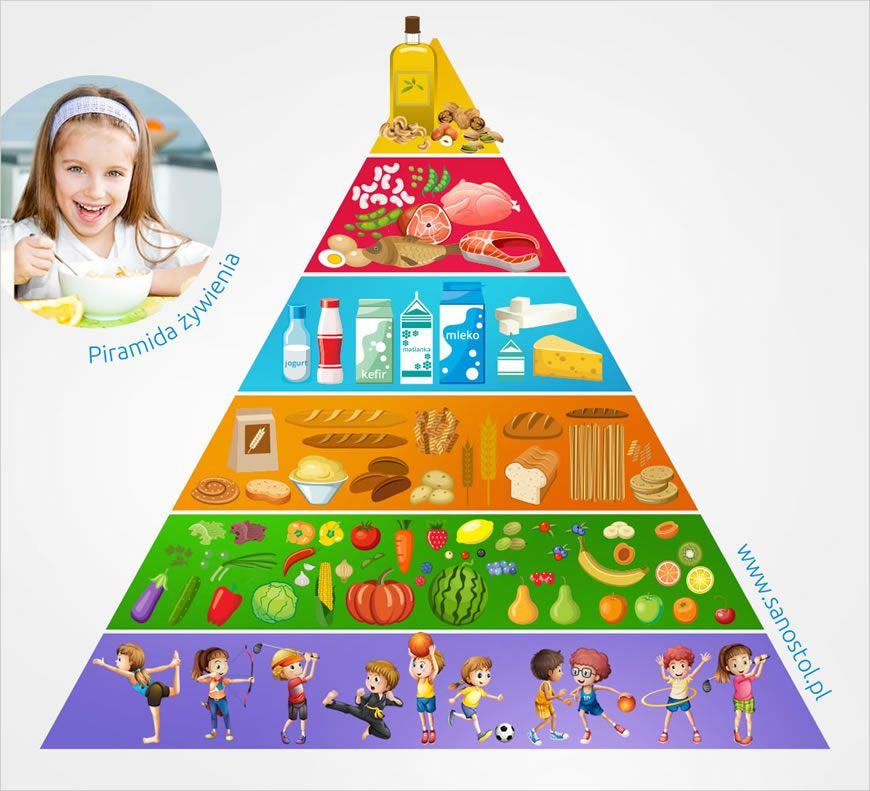 Piramida żywienia
jogurt
kefir
maślanka
mleko
www.sanostol.pl